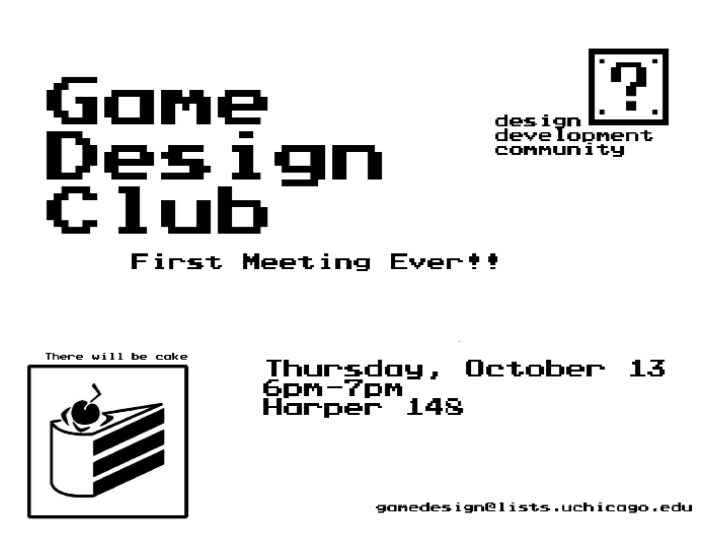 Game
Design
Club
?
design
development
community
First Meeting Ever!!
There will be cake
Thursday, October 13
6pm-7pm
Harper 148
gamedesign@lists.uchicago.edu